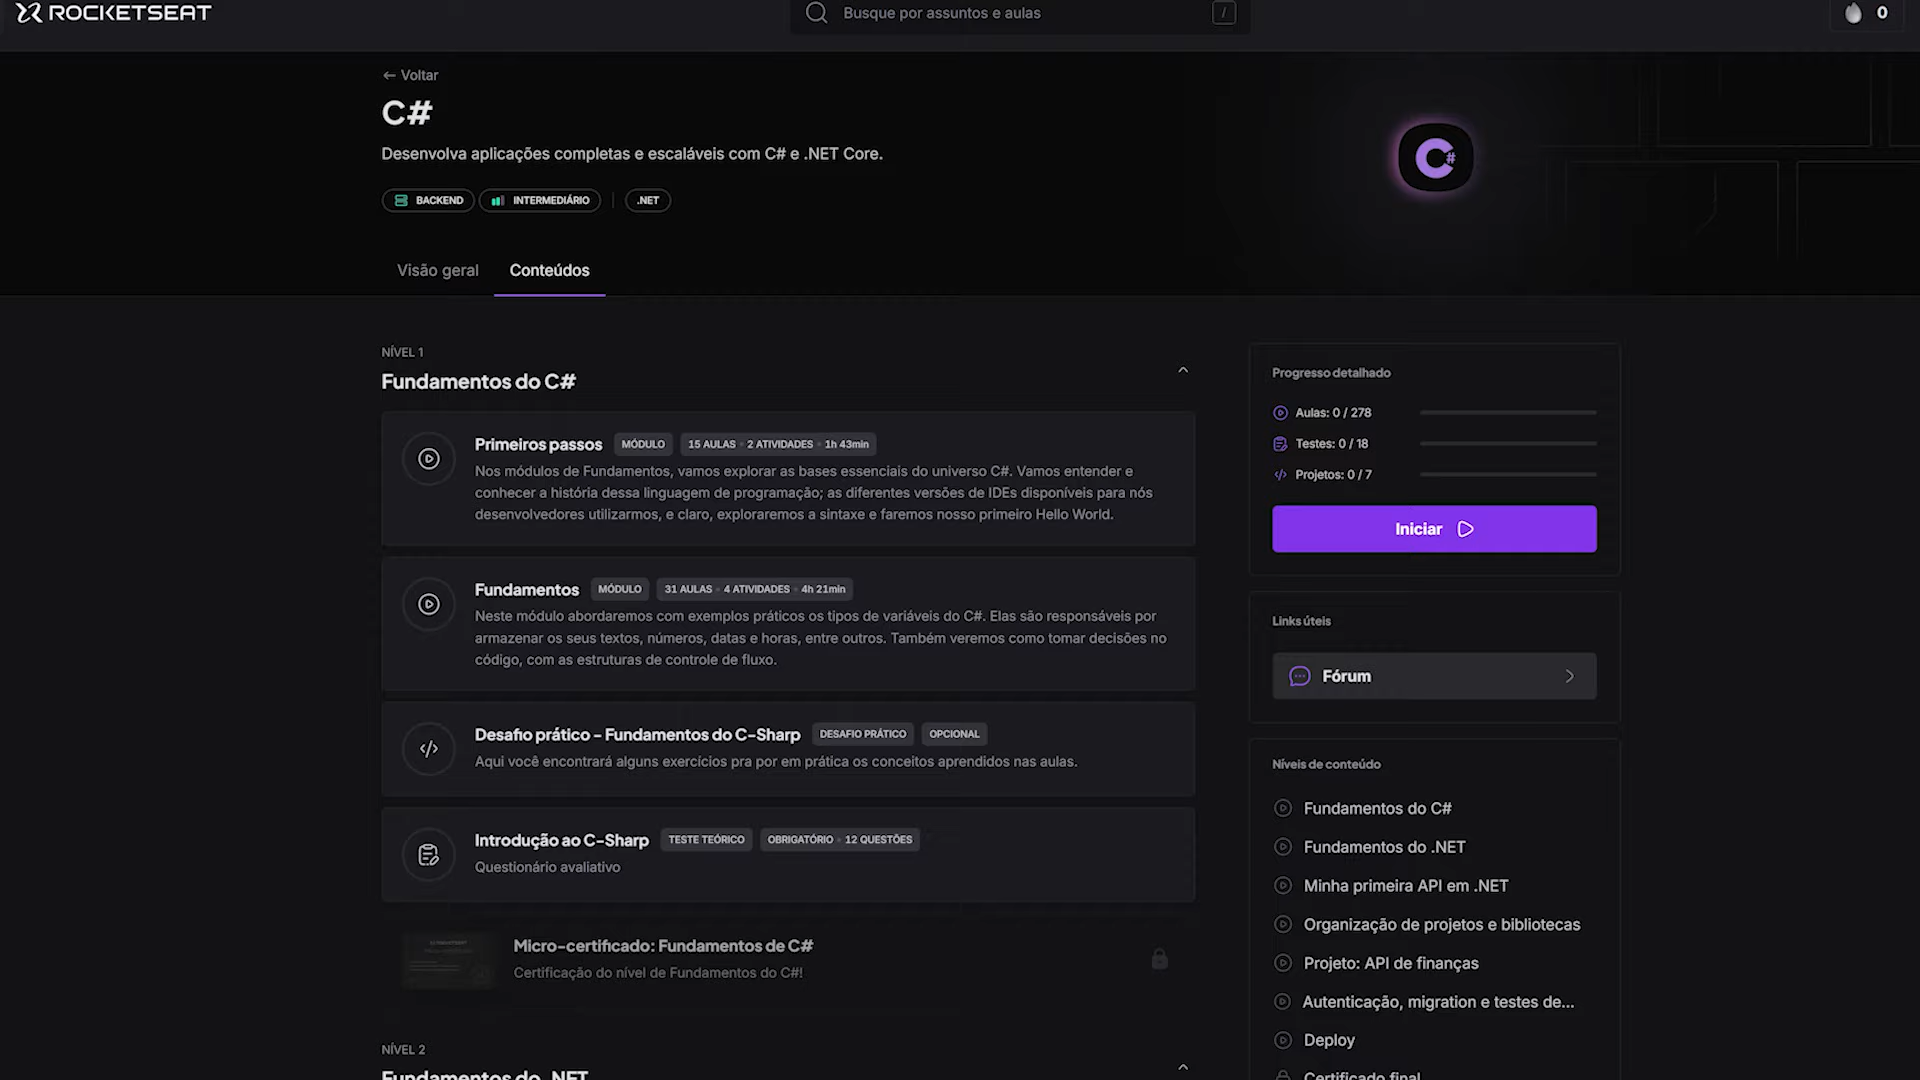 ROCKETSEAT
Busque por assuntos e aulas
/
0
← Voltar
C#
Desenvolva aplicações completas e escaláveis com C# e .NET Core.
BACKEND
INTERMEDIÁRIO
.NET
C#
Visão geral
Conteúdos
NÍVEL 1
Fundamentos do C#
Primeiros passos MÓDULO 15 AULAS • 2 ATIVIDADES • 1h 43min
Nos módulos de Fundamentos, vamos explorar as bases essenciais do universo C#. Vamos entender e
conhecer a história dessa linguagem de programação; as diferentes versões de IDEs disponíveis para nós
desenvolvedores utilizarmos, e claro, exploraremos a sintaxe e faremos nosso primeiro Hello World.
Fundamentos MÓDULO 31 AULAS • 4 ATIVIDADES • 4h 21min
Neste módulo abordaremos com exemplos práticos os tipos de variáveis do C#. Elas são responsáveis por
armazenar os seus textos, números, datas e horas, entre outros. Também veremos como tomar decisões no
código, com as estruturas de controle de fluxo.
Desafio prático - Fundamentos do C-Sharp DESAFIO PRÁTICO OPCIONAL
Aqui você encontrará alguns exercícios pra por em prática os conceitos aprendidos nas aulas.
Introdução ao C-Sharp TESTE TEÓRICO OBRIGATÓRIO • 12 QUESTÕES
Questionário avaliativo
Micro-certificado: Fundamentos de C#
Certificação do nível de Fundamentos do C#!
NÍVEL 2
Fundamentos do .NET
Progresso detalhado
Aulas: 0 / 278
Testes: 0 / 18
Projetos: 0 / 7
Iniciar
Links úteis
Fórum
Níveis de conteúdo
Fundamentos do C#
Fundamentos do .NET
Minha primeira API em .NET
Organização de projetos e bibliotecas
Projeto: API de finanças
Autenticação, migration e testes de...
Deploy
Certificado final